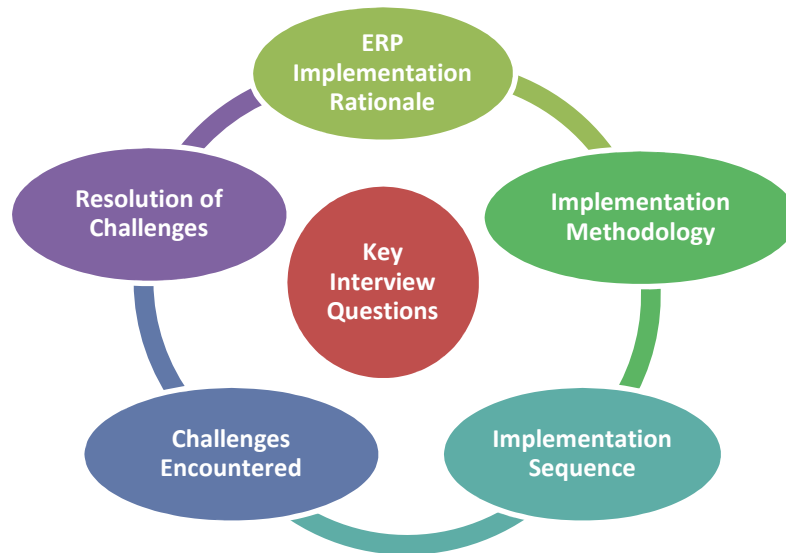 ERP
Implementation
Rationale
Implementation
Methodology
Implementation
Sequence
Challenges
Encountered
Resolution of
Challenges
Key
Interview
Questions